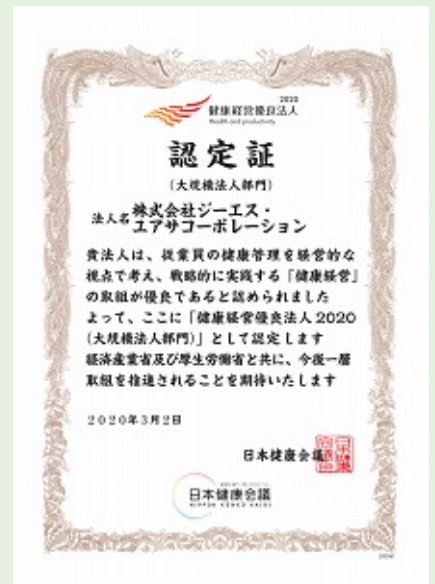 2020
健康経営優良法人
Health and productivity
認定証
(大規模法人部門)
法人名 株式会社ジーエス・
ユアサコーポレーション
貴法人は、従業員の健康管理を経営的な
視点で考え、戦略的に実践する「健康経営」
の取組が優良であると認められました
よって、ここに「健康経営優良法人2020
(大規模法人部門)」として認定します
経済産業省及び厚生労働省と共に、今後一層
取組を推進されることを期待いたします
2020年3月2日
日本健康会議
日本健康会議
NIPPON KENKO KAIGI